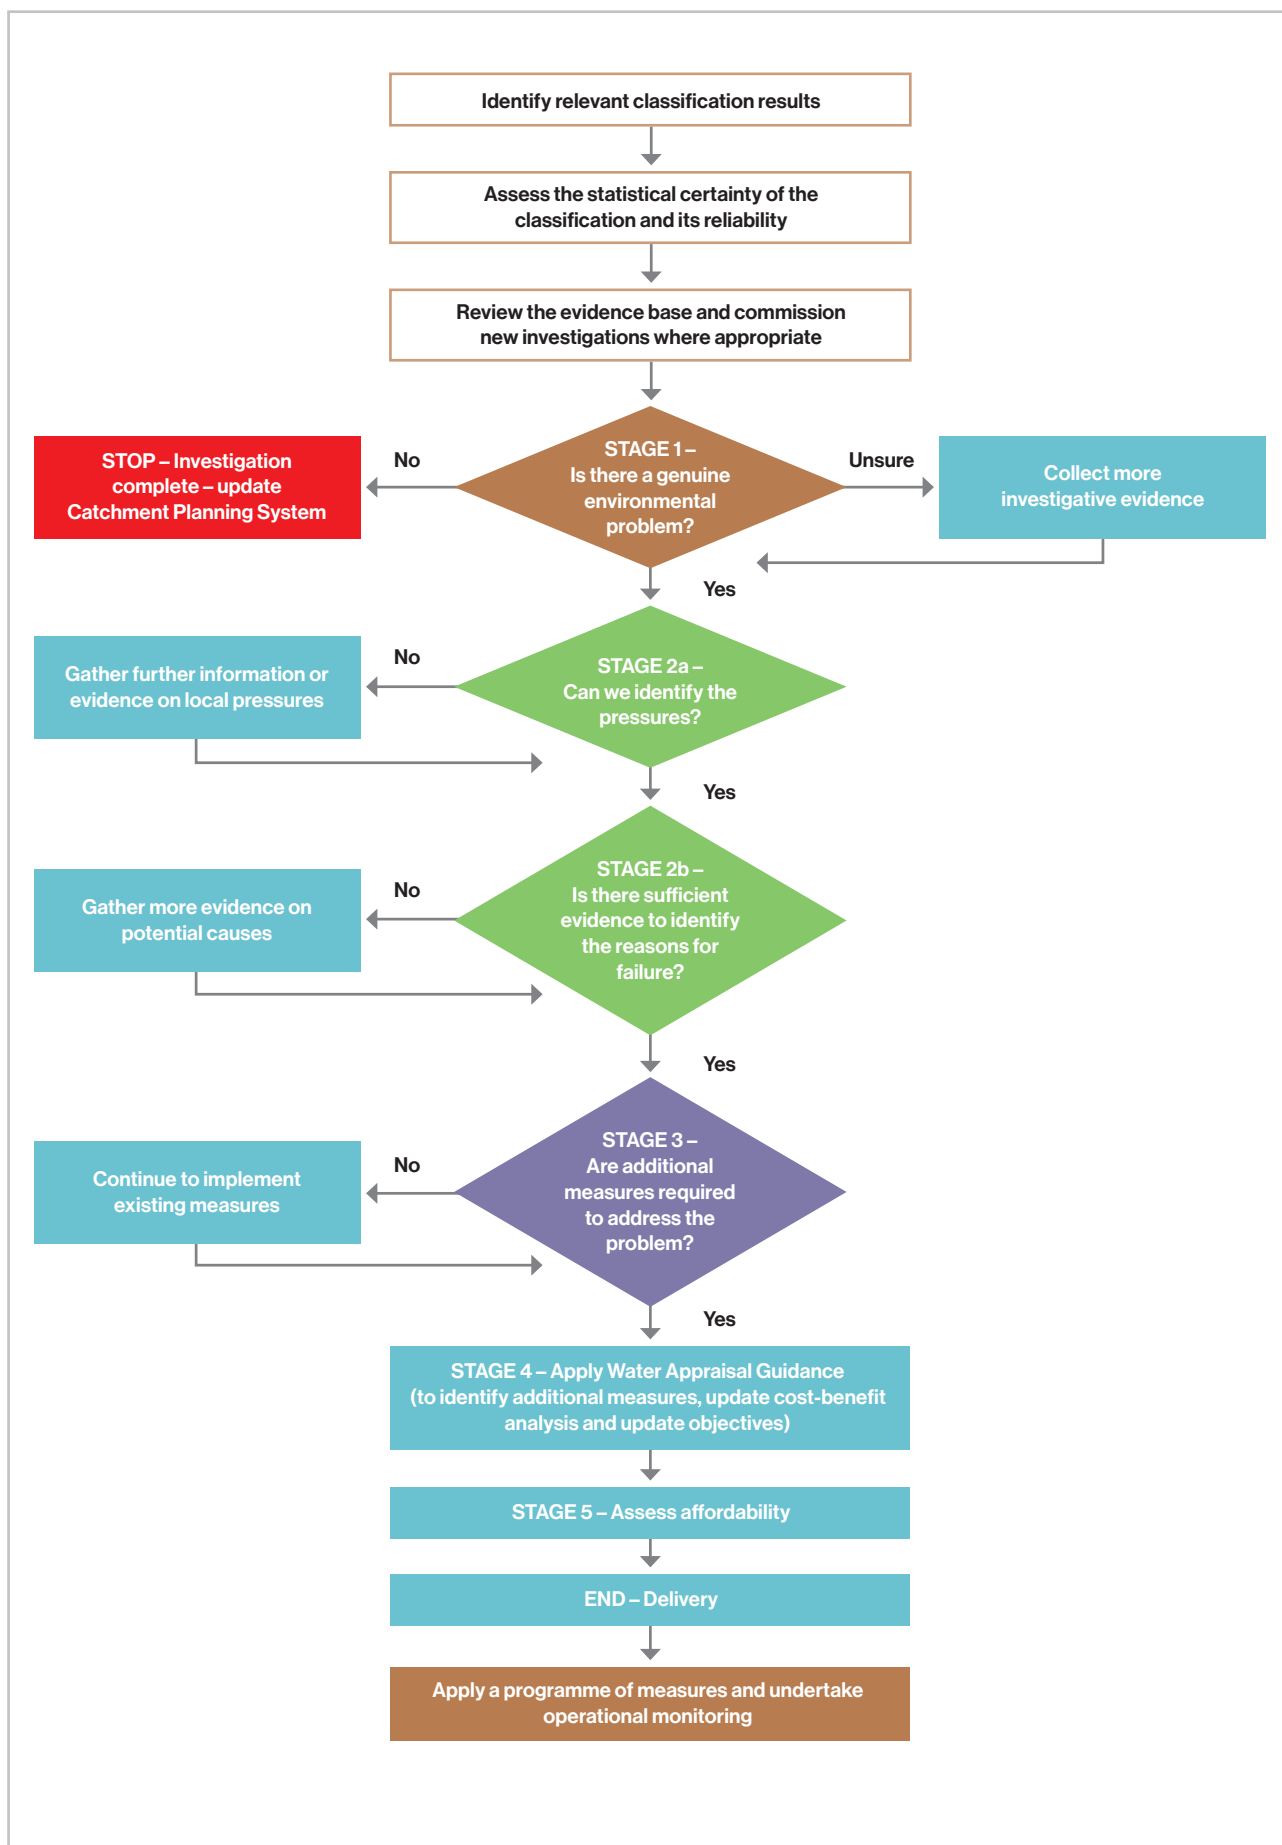 Identify relevant classification results
Assess the statistical certainty of the
classification and its reliability
Review the evidence base and commission
new investigations where appropriate
STAGE 1 –
Is there a genuine
environmental
problem?
No
STOP – Investigation
complete – update
Catchment Planning System
Unsure
Collect more
investigative evidence
Yes
STAGE 2a –
Can we identify the
pressures?
No
Gather further information or
evidence on local pressures
Yes
STAGE 2b –
Is there sufficient
evidence to identify
the reasons for
failure?
No
Gather more evidence on
potential causes
Yes
STAGE 3 –
Are additional
measures required
to address the
problem?
No
Continue to implement
existing measures
Yes
STAGE 4 – Apply Water Appraisal Guidance
(to identify additional measures, update cost-benefit
analysis and update objectives)
STAGE 5 – Assess affordability
END – Delivery
Apply a programme of measures and undertake
operational monitoring